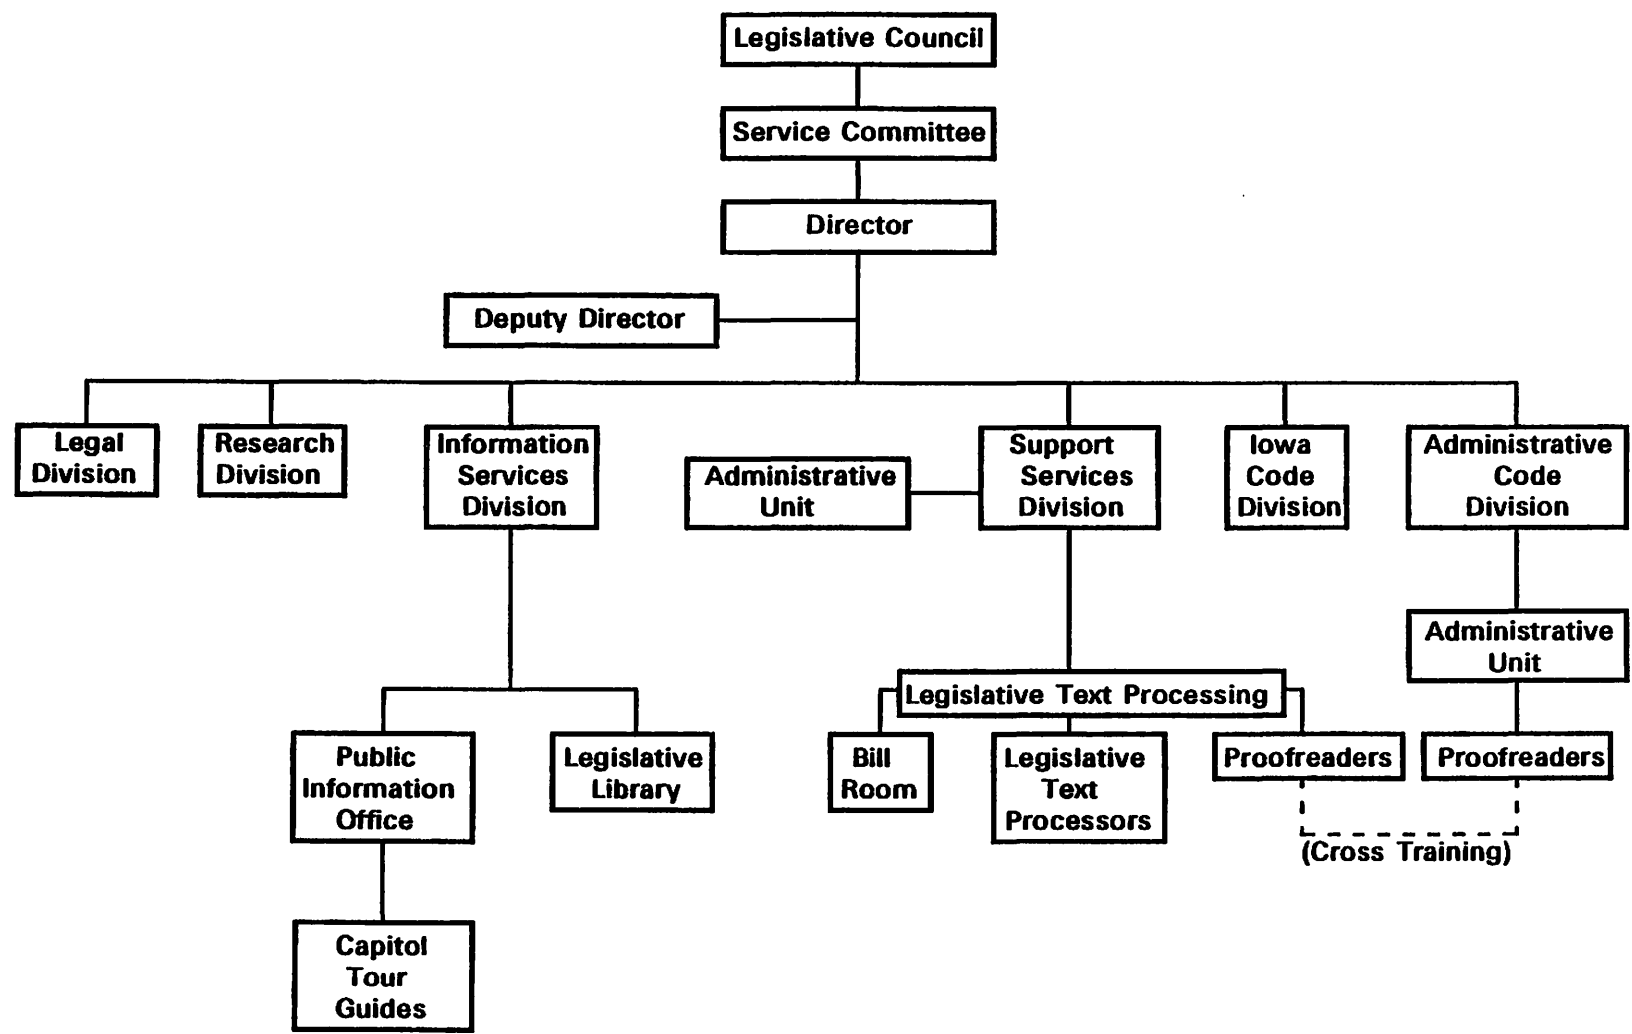 Legislative Council
Service Committee
Director
Deputy Director
Legal
Division
Research
Division
Information
Services
Division
Administrative
Unit
Support
Services
Division
Iowa
Code
Division
Administrative
Code
Division
Administrative
Unit
Legislative Text Processing
Public
Information
Office
Legislative
Library
Bill
Room
Legislative
Text
Processors
Proofreaders
Proofreaders
(Cross Training)
Capitol
Tour
Guides